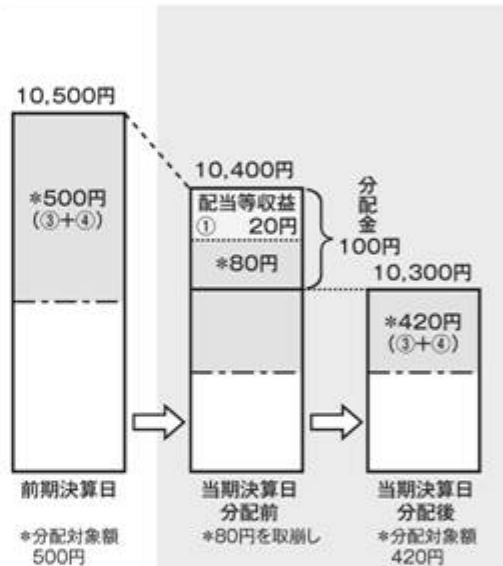 10,500円
*500円
(③+④)
前期決算日
*分配対象額
500円
10,400円
配当等収益
① 20円
*80円
分配金
100円
当期決算日
分配前
*80円を取崩し
10,300円
*420円
(③+④)
当期決算日
分配後
*分配対象額
420円